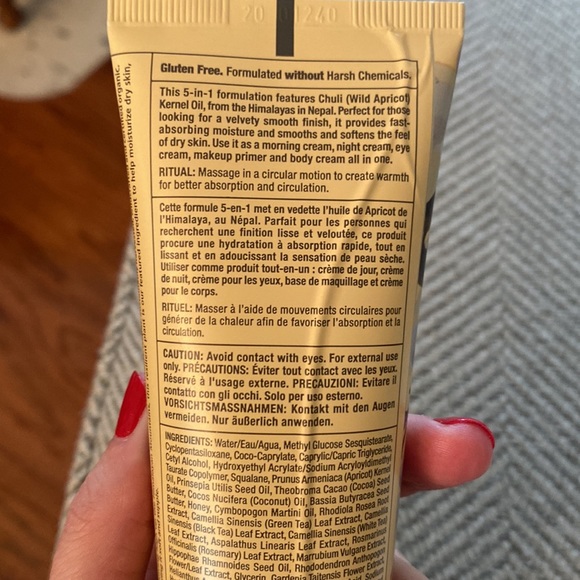 Gluten Free. Formulated without Harsh Chemicals.
This 5-in-1 formulation features Chuli (Wild Apricot)
Kernel Oil, from the Himalayas in Nepal. Perfect for those
looking for a velvety smooth finish, it provides fast-
absorbing moisture and smooths and softens the feel
of dry skin. Use it as a morning cream, night cream, eye
cream, makeup primer and body cream all in one.
RITUAL: Massage in a circular motion to create warmth
for better absorption and circulation.
Cette formule 5-en-1 met en vedette l'huile de Apricot de
l'Himalaya, au Népal. Parfait pour les personnes qui
recherchent une finition lisse et veloutée, ce produit
procure une hydratation à absorption rapide, tout en
lissant et en adoucissant la sensation de peau sèche.
Utiliser comme produit tout-en-un : crème de jour, crème
de nuit, crème pour les yeux, base de maquillage et crème
pour le corps.
RITUEL: Masser à l'aide de mouvements circulaires pour
générer de la chaleur afin de favoriser l'absorption et la
circulation.
CAUTION: Avoid contact with eyes. For external use
only. PRÉCAUTIONS: Éviter tout contact avec les yeux.
Réservé à l'usage externe. PRECAUZIONI: Evitare il
contatto con gli occhi. Solo per uso esterno.
VORSICHTSMASSNAHMEN: Kontakt mit den Augen
vermeiden. Nur äußerlich anwenden.
INGREDIENTS: Water/Eau/Agua, Methyl Glucose Sesquistearate,
Cyclopentasiloxane, Coco-Caprylate, Caprylic/Capric Triglyceride,
Cetyl Alcohol, Hydroxyethyl Acrylate/Sodium Acryloyldimethyl
Taurate Copolymer, Squalane, Prunus Armeniaca (Apricot) Kernel
Oil, Prinsepia Utilis Seed Oil, Theobroma Cacao (Cocoa) Seed
Butter, Cocos Nucifera (Coconut) Oil, Bassia Butyracea Seed
Butter, Honey, Cymbopogon Martini Oil, Rhodiola Rosea Root
Extract, Camellia Sinensis (Green Tea) Leaf Extract, Camellia
Sinensis (Black Tea) Leaf Extract, Camellia Sinensis (White Tea)
Leaf Extract, Aspalathus Linearis Leaf Extract, Rosmarinus
Officinalis (Rosemary) Leaf Extract, Marrubium Vulgare Extract,
Hippophae Rhamnoides Seed Oil, Rhododendron Anthopogon
Flower/Leaf Extract, Glycerin, Gardenia Taitensis Flower Extract,
to help moisturize dry skin,